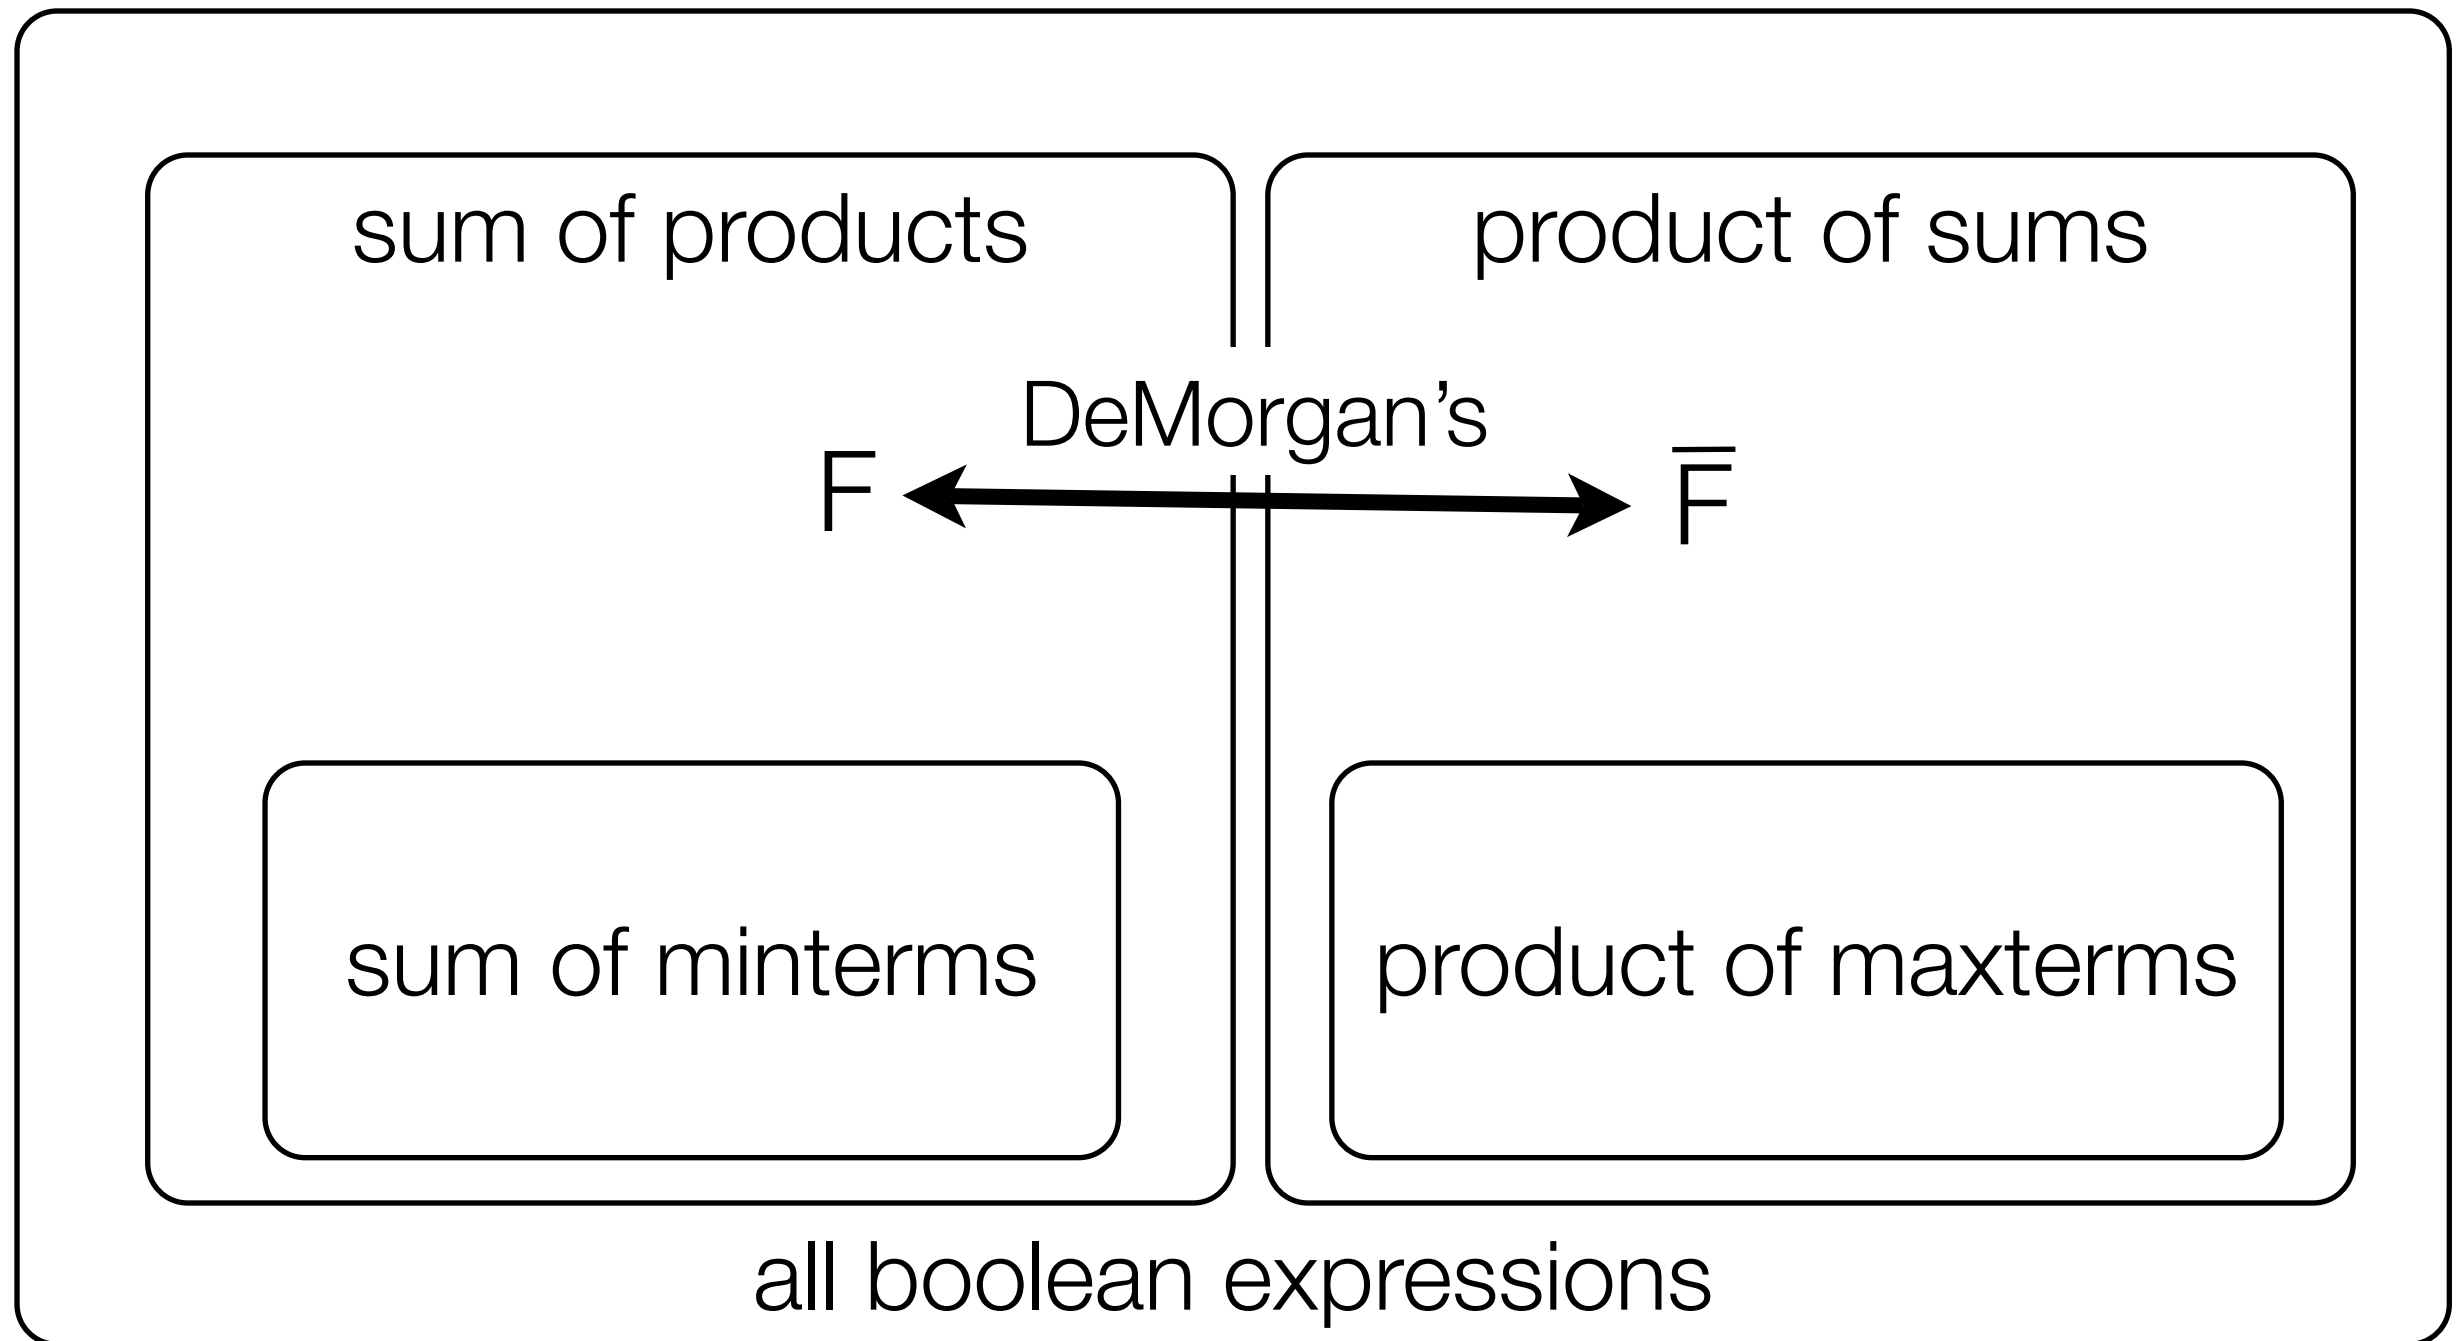 sum of products
product of sums
DeMorgan’s
F
F̅
sum of minterms
product of maxterms
all boolean expressions